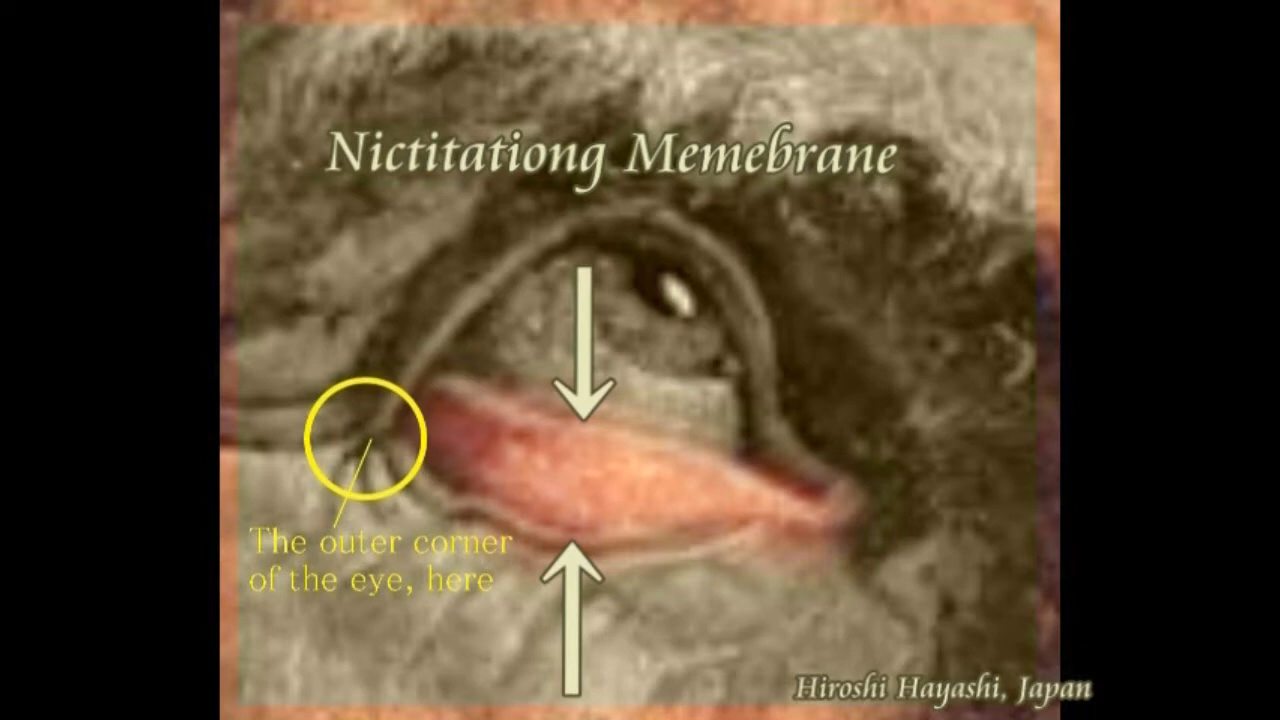 Nictitationg Memebrane
The outer corner
of the eye, here
Hiroshi Hayashi, Japan